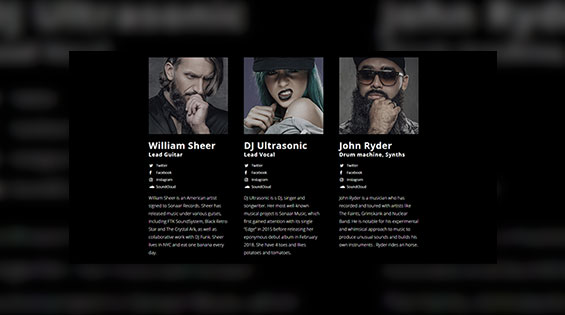 William Sheer
Lead Guitar
Twitter
Facebook
Instagram
SoundCloud
William Sheer is an American artist
signed to Sonaar Records. Sheer has
released music under various guises,
including FTK SoundSystem, Black Retro
Star and The Crystal Ark, as well as
collaborative work with DJ Funk. Sheer
lives in NYC and eat one banana every
day.
DJ Ultrasonic
Lead Vocal
Twitter
Facebook
Instagram
SoundCloud
DJ Ultrasonic is a DJ, singer and
songwriter. Her most well-known
musical project is Sonaar Music, which
first gained attention with its single
"Edge" in 2015 before releasing her
eponymous debut album in February
2018. She have 4 toes and likes
potatoes and tomatoes.
John Ryder
Drum machine, Synths
Twitter
Facebook
Instagram
SoundCloud
John Ryder is a musician who has
recorded and toured with artists like
The Faints, Grimskank and Nuclear
Band. He is notable for his experimental
and whimsical approach to music to
produce unusual sounds and builds his
own instruments . Ryder rides an horse.